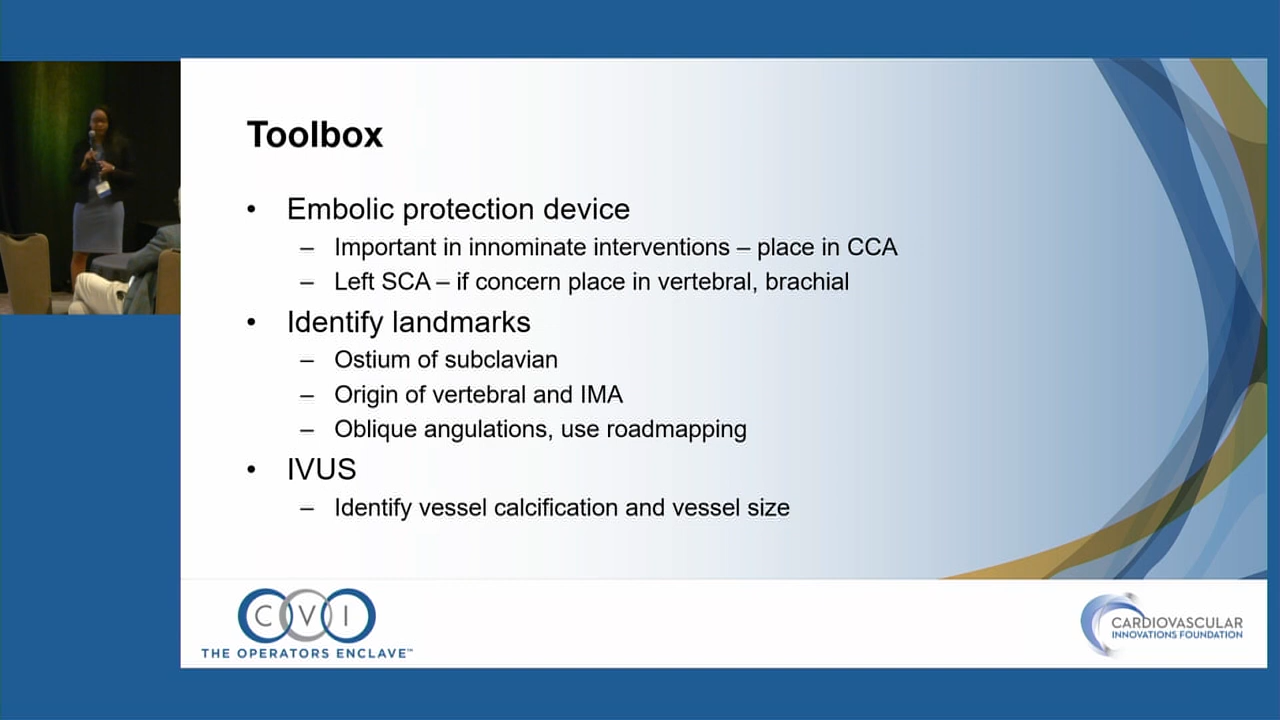 Toolbox
• Embolic protection device
– Important in innominate interventions – place in CCA
– Left SCA – if concern place in vertebral, brachial
• Identify landmarks
– Ostium of subclavian
– Origin of vertebral and IMA
– Oblique angulations, use roadmapping
• IVUS
– Identify vessel calcification and vessel size
CVI
THE OPERATORS ENCLAVE™
CARDIOVASCULAR
INNOVATIONS FOUNDATION